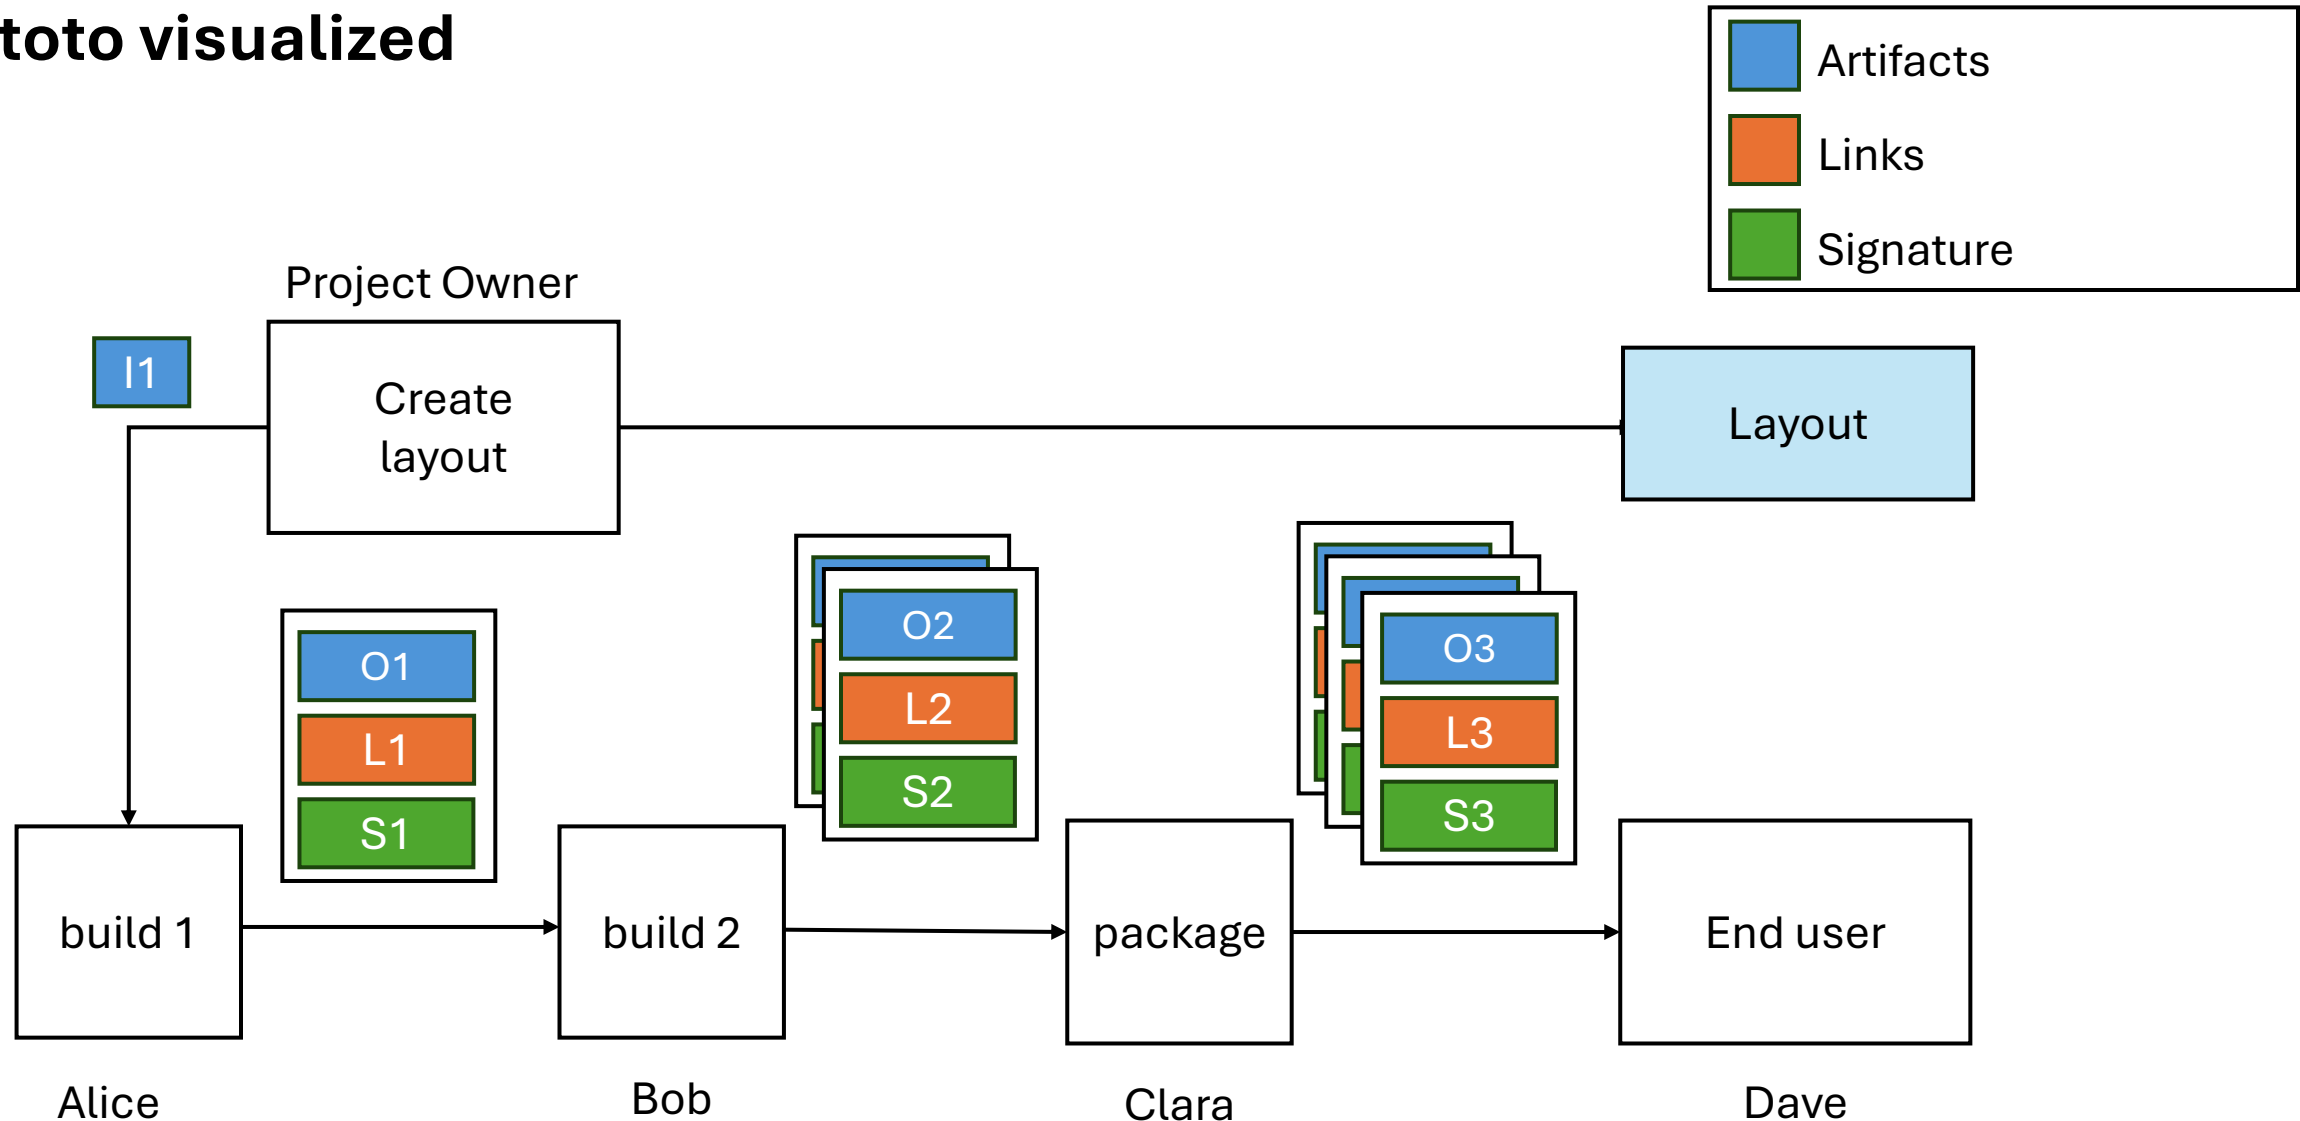 toto visualized
Artifacts
Links
Signature
Project Owner
I1
Create
layout
Layout
O1
L1
S1
O2
L2
S2
O3
L3
S3
build 1
build 2
package
End user
Alice
Bob
Clara
Dave